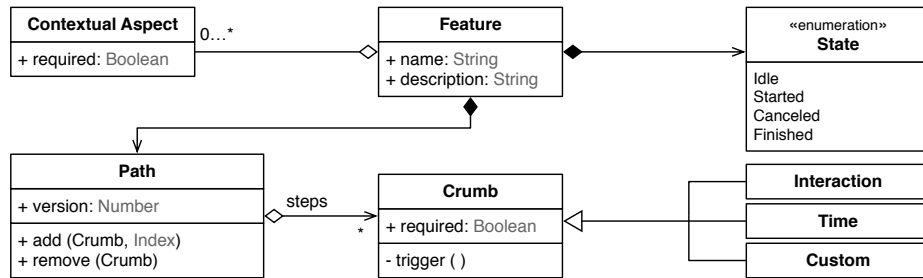 Contextual Aspect
+ required: Boolean
0...*
Feature
+ name: String
+ description: String
«enumeration»
State
Idle
Started
Canceled
Finished
Path
+ version: Number
+ add (Crumb, Index)
+ remove (Crumb)
steps
*
Crumb
+ required: Boolean
- trigger ( )
Interaction
Time
Custom